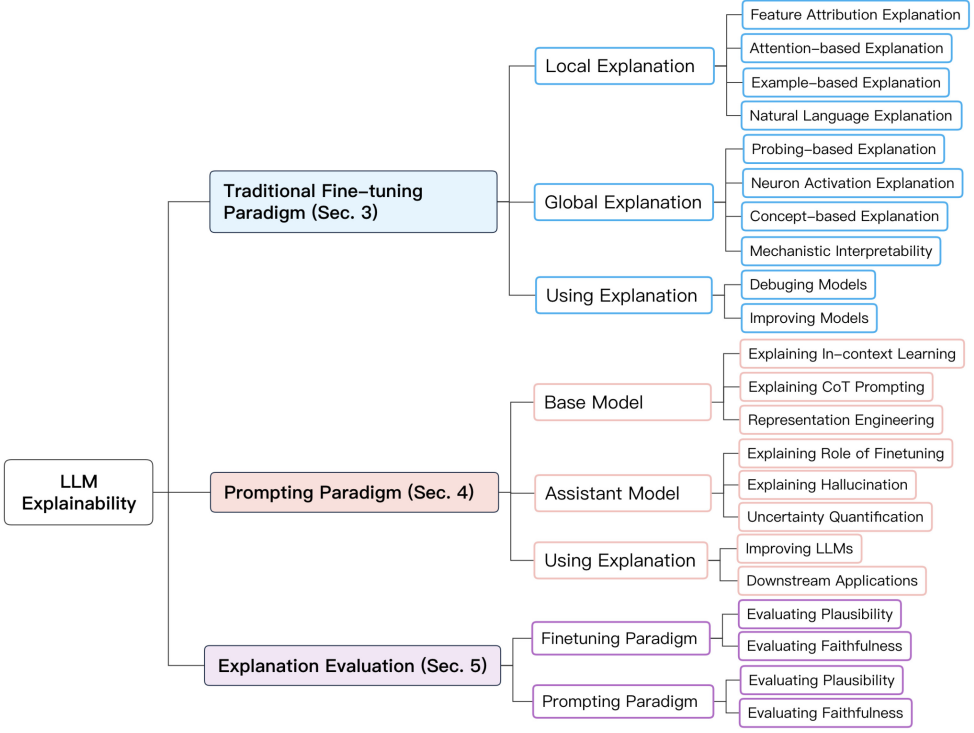 LLM
Explainability
Traditional Fine-tuning
Paradigm (Sec. 3)
Local Explanation
Feature Attribution Explanation
Attention-based Explanation
Example-based Explanation
Natural Language Explanation
Global Explanation
Probing-based Explanation
Neuron Activation Explanation
Concept-based Explanation
Mechanistic Interpretability
Using Explanation
Debuging Models
Improving Models
Prompting Paradigm (Sec. 4)
Base Model
Explaining In-context Learning
Explaining CoT Prompting
Representation Engineering
Assistant Model
Explaining Role of Finetuning
Explaining Hallucination
Uncertainty Quantification
Using Explanation
Improving LLMs
Downstream Applications
Explanation Evaluation (Sec. 5)
Finetuning Paradigm
Evaluating Plausibility
Evaluating Faithfulness
Prompting Paradigm
Evaluating Plausibility
Evaluating Faithfulness